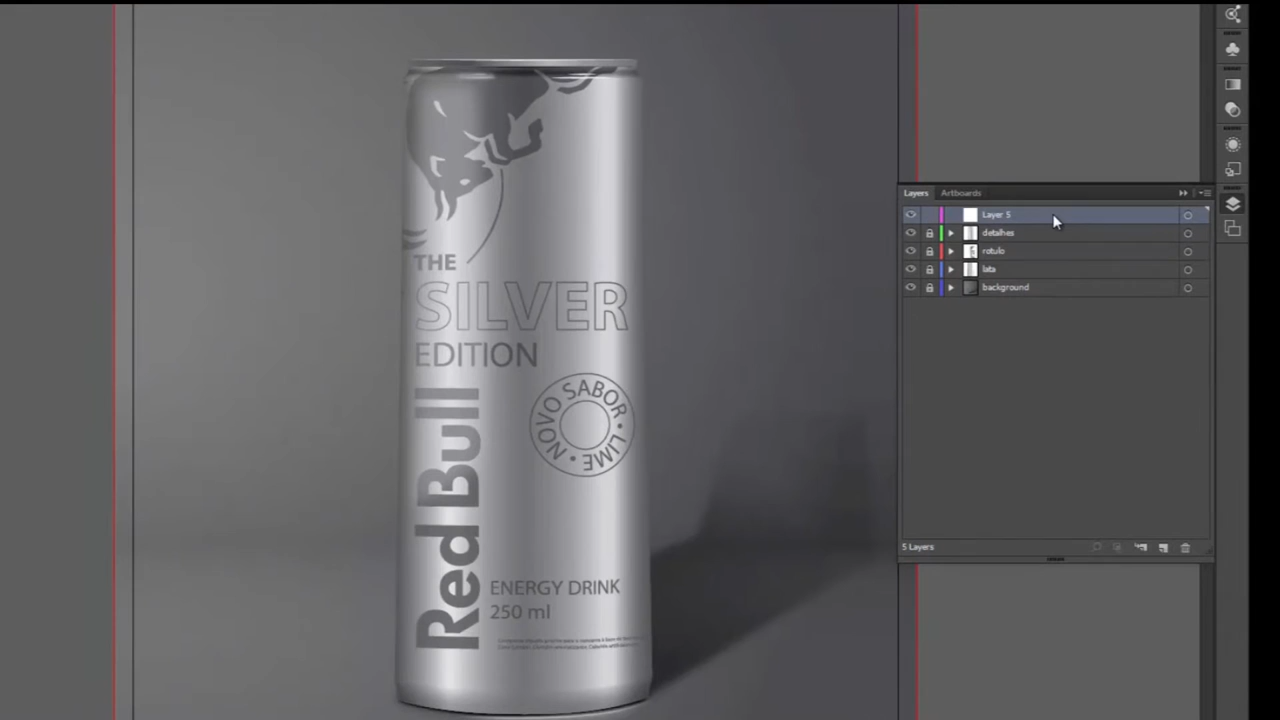 THE
SILVER
EDITION
Red Bull
NOVO SABOR • LIME •
ENERGY DRINK
250 ml
Layers Artboards
Layer 5
detalhes
rotulo
lata
background
5 Layers